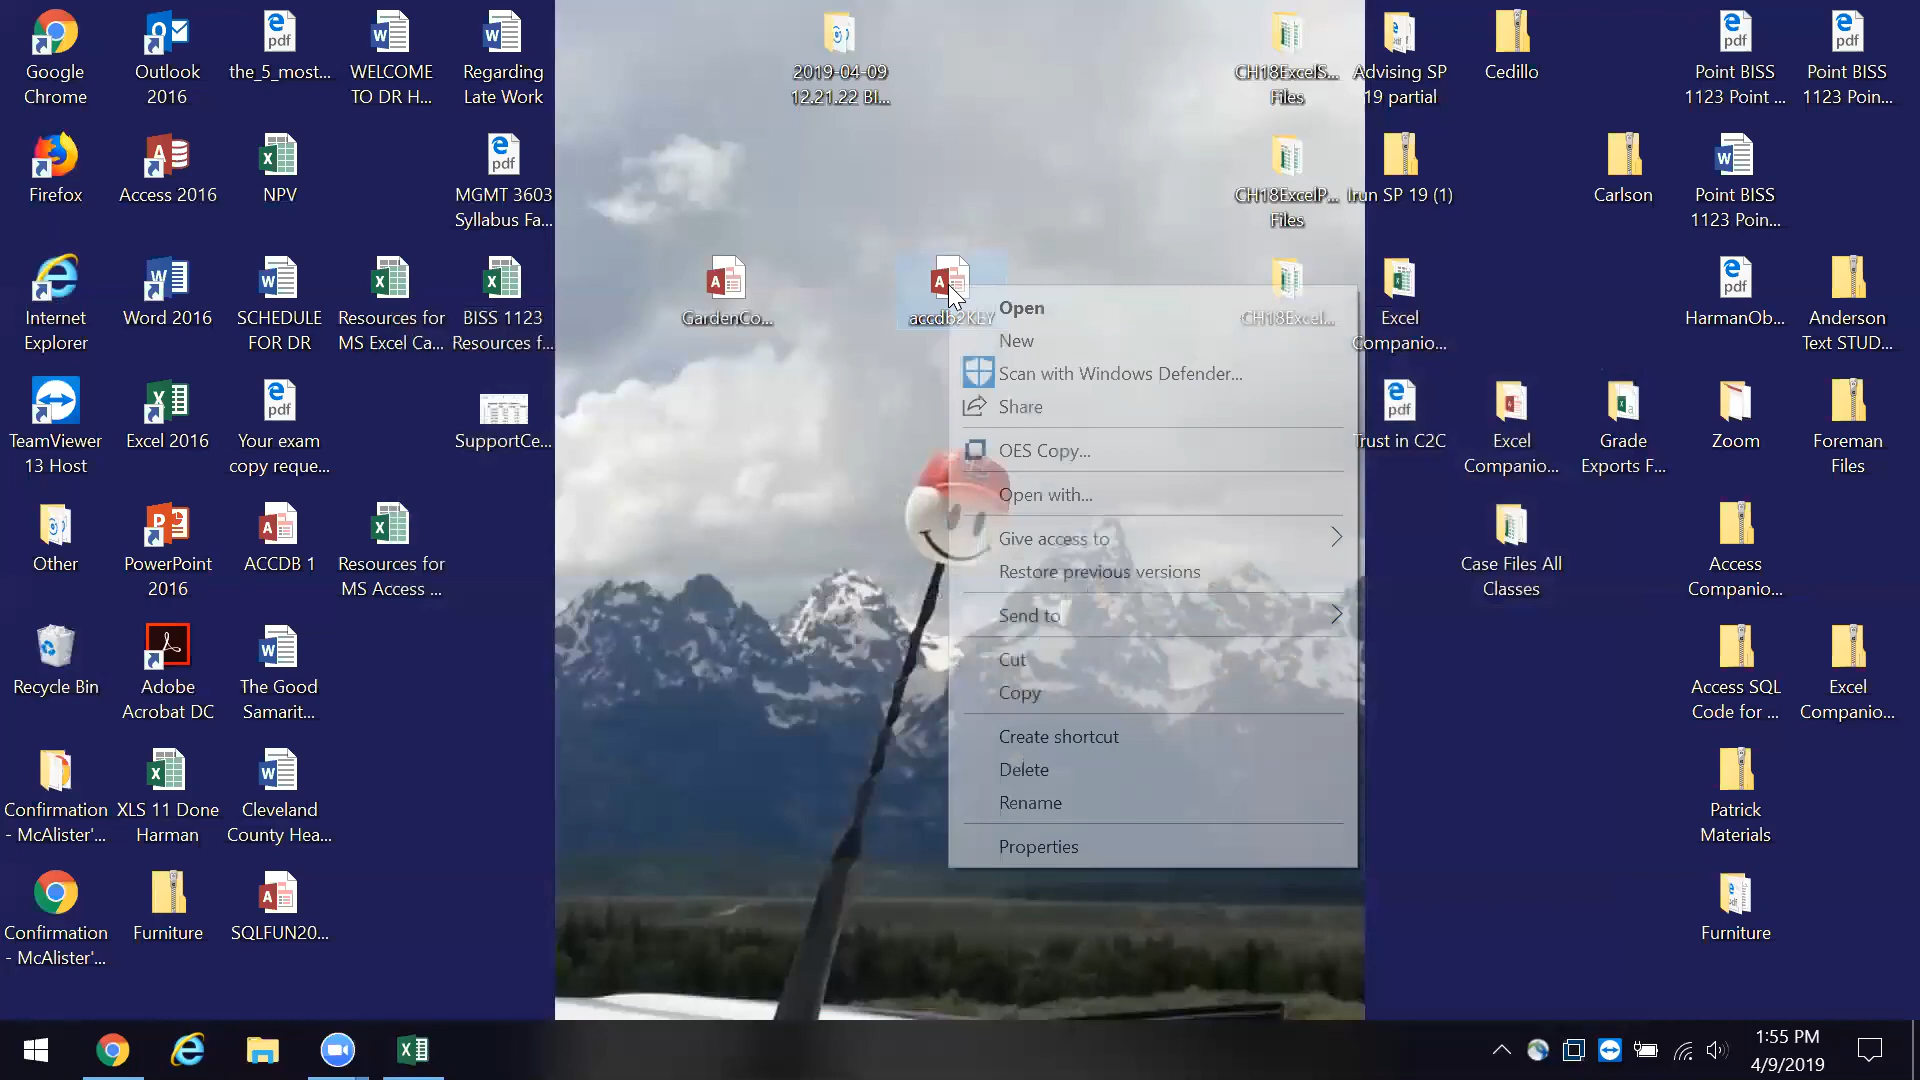 Google
Chrome
Outlook
2016
the_5_most...
WELCOME
TO DR H...
Regarding
Late Work
2019-04-09
12.21.22 BI...
CH18ExcelS...
Files
Advising SP
19 partial
Cedillo
Point BISS
1123 Point ...
Point BISS
1123 Poin...
Firefox
Access 2016
NPV
MGMT 3603
Syllabus Fa...
CH18ExcelP...
Files
Irun SP 19 (1)
Carlson
Point BISS
1123 Poin...
Internet
Explorer
Word 2016
SCHEDULE
FOR DR
Resources for
MS Excel Ca...
BISS 1123
Resources f...
GardenCo...
accdb2KEY
CH18Excel...
Excel
Companio...
HarmanOb...
Anderson
Text STUD...
TeamViewer
13 Host
Excel 2016
Your exam
copy reque...
SupportCe...
Trust in C2C
Excel
Companio...
Grade
Exports F...
Zoom
Foreman
Files
Other
PowerPoint
2016
ACCDB 1
Resources for
MS Access ...
Case Files All
Classes
Access
Companio...
Recycle Bin
Adobe
Acrobat DC
The Good
Samarit...
Access SQL
Code for ...
Excel
Companio...
Confirmation
- McAlister'...
XLS 11 Done
Harman
Cleveland
County Hea...
Patrick
Materials
Confirmation
- McAlister'...
Furniture
SQLFUN20...
Furniture
Open
New
Scan with Windows Defender...
Share
OES Copy...
Open with...
Give access to
Restore previous versions
Send to
Cut
Copy
Create shortcut
Delete
Rename
Properties
1:55 PM
4/9/2019